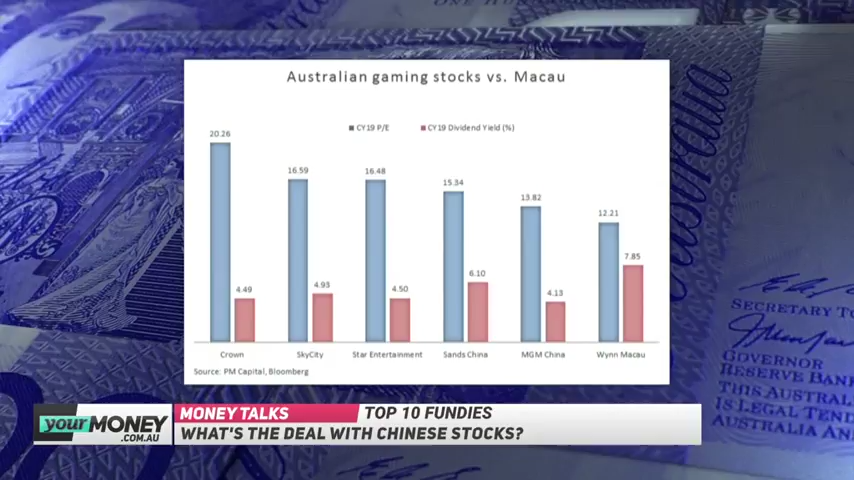 Australian gaming stocks vs. Macau
CY19 P/E CY19 Dividend Yield (%)
20.26 16.59 16.48 15.34 13.82 12.21
4.49 4.93 4.50 6.10 4.13 7.85
Crown SkyCity Star Entertainment Sands China MGM China Wynn Macau
Source: PM Capital, Bloomberg
Australia
SECRETARY TO
GOVERNOR
RESERVE BAN
THIS AUSTRAL
IS LEGAL TEND
AUSTRALIA AN
yourMONEY
.COM.AU
MONEY TALKS TOP 10 FUNDIES
WHAT'S THE DEAL WITH CHINESE STOCKS?